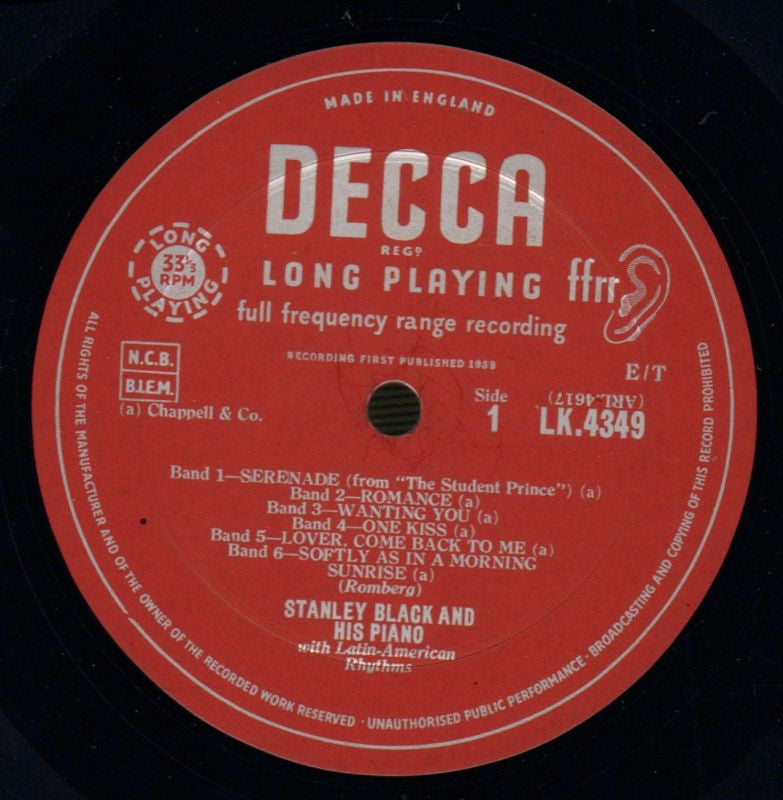 MADE IN ENGLAND
DECCA
REGD
LONG PLAYING ffrr
full frequency range recording
LONG
33⅓
RPM
PLAYING
RECORDING FIRST PUBLISHED 1959
N.C.B.
B.I.E.M.
(a) Chappell & Co.
E/T
Side
1
(ARL.4617)
LK.4349
Band 1—SERENADE (from "The Student Prince") (a)
Band 2—ROMANCE (a)
Band 3—WANTING YOU (a)
Band 4—ONE KISS (a)
Band 5—LOVER, COME BACK TO ME (a)
Band 6—SOFTLY AS IN A MORNING
SUNRISE (a)
(Romberg)
STANLEY BLACK AND
HIS PIANO
with Latin-American
Rhythms
ALL RIGHTS OF THE MANUFACTURER AND OF THE OWNER OF THE RECORDED WORK RESERVED · UNAUTHORISED PUBLIC PERFORMANCE · BROADCASTING AND COPYING OF THIS RECORD PROHIBITED